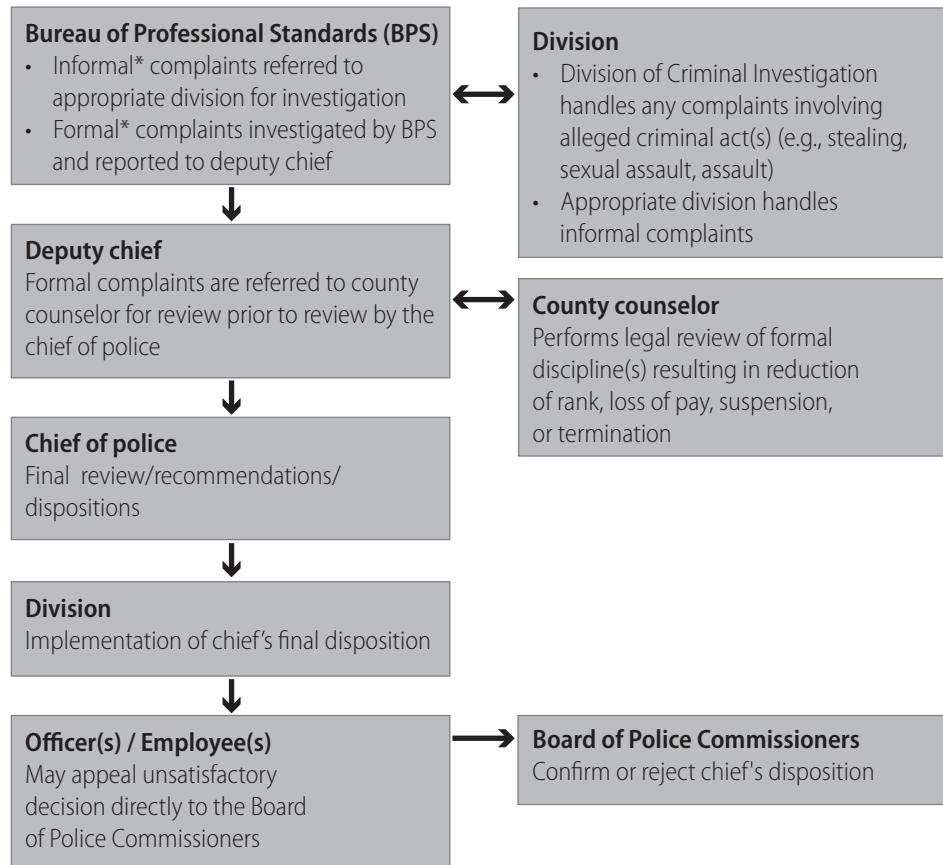 Bureau of Professional Standards (BPS)
• Informal* complaints referred to
appropriate division for investigation
• Formal* complaints investigated by BPS
and reported to deputy chief
Division
• Division of Criminal Investigation
handles any complaints involving
alleged criminal act(s) (e.g., stealing,
sexual assault, assault)
• Appropriate division handles
informal complaints
Deputy chief
Formal complaints are referred to county
counselor for review prior to review by the
chief of police
County counselor
Performs legal review of formal
discipline(s) resulting in reduction
of rank, loss of pay, suspension,
or termination
Chief of police
Final review/recommendations/
dispositions
Division
Implementation of chief's final disposition
Officer(s) / Employee(s)
May appeal unsatisfactory
decision directly to the Board
of Police Commissioners
Board of Police Commissioners
Confirm or reject chief's disposition